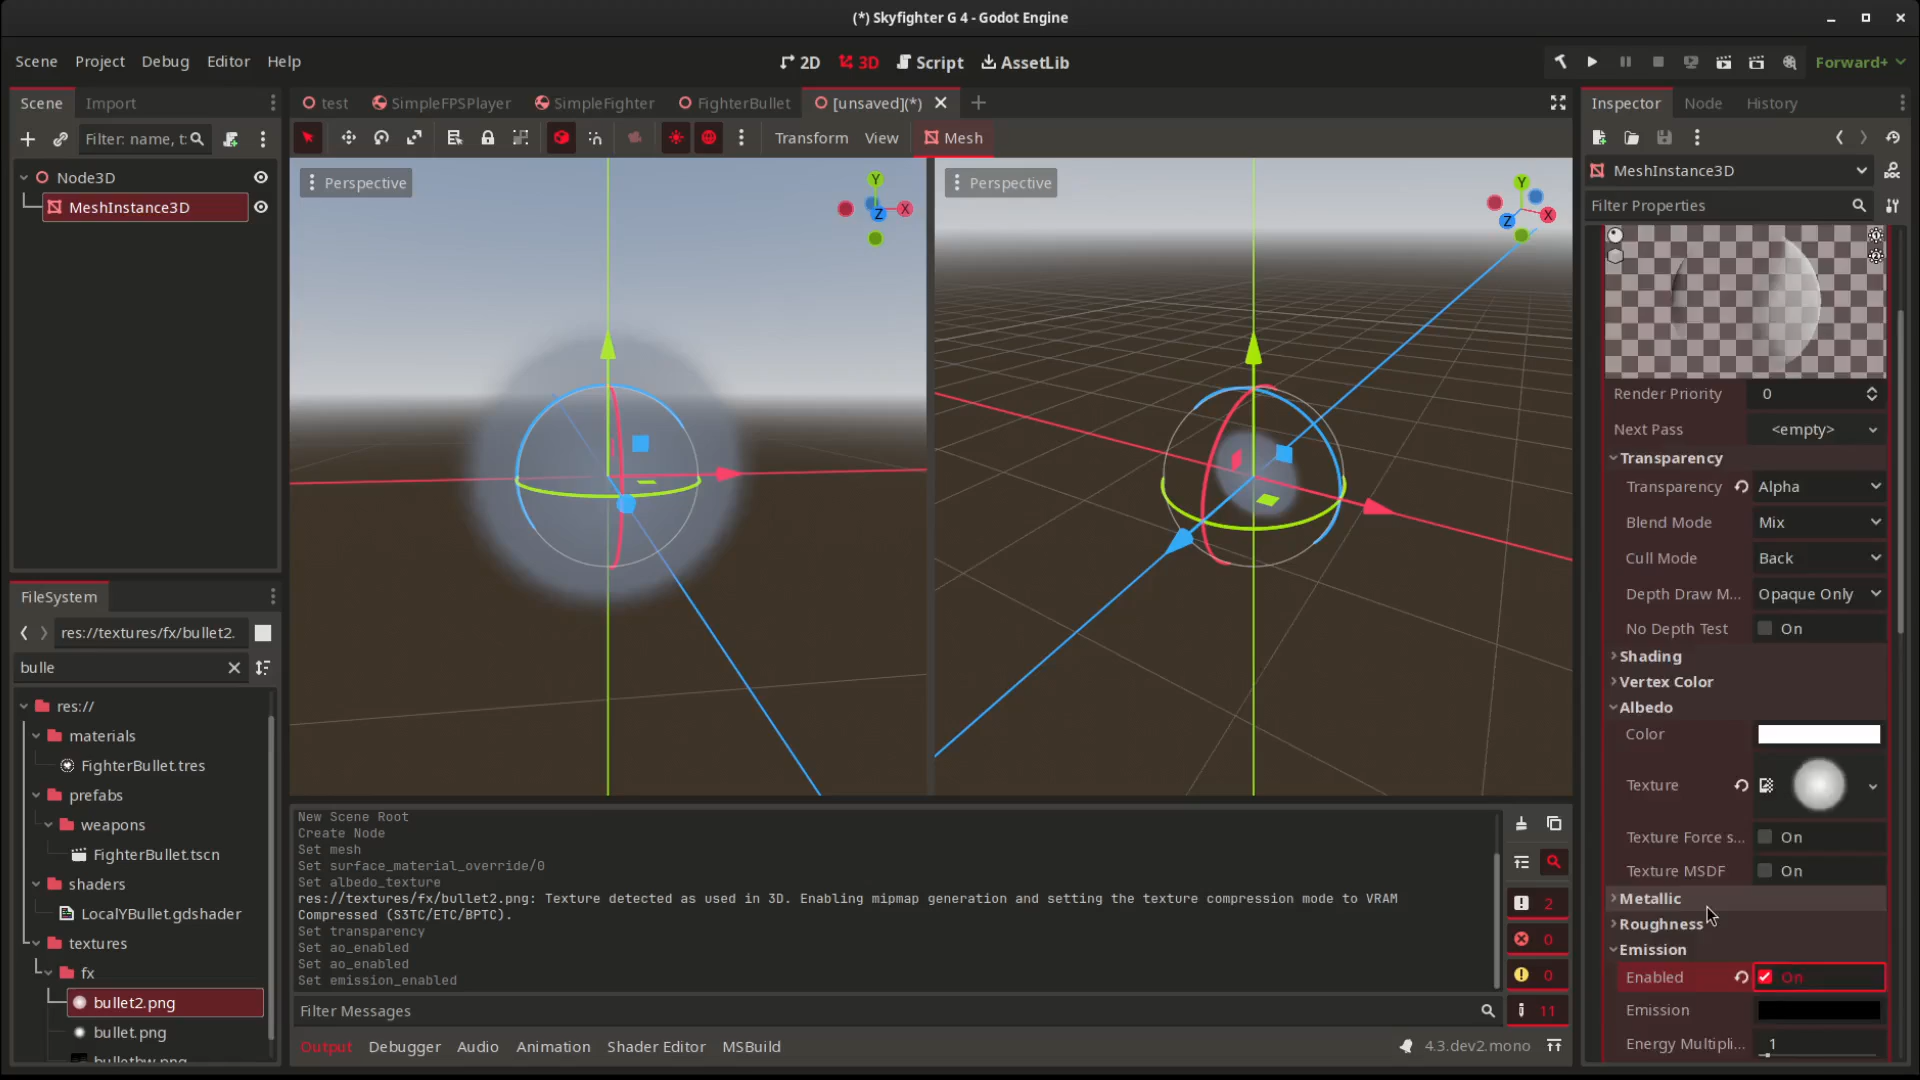 (*) Skyfighter G 4 - Godot Engine
Scene Project Debug Editor Help
2D 3D Script AssetLib
Forward+
Scene Import
test SimpleFPSPlayer SimpleFighter FighterBullet [unsaved](*)
Inspector Node History
Filter: name, t:
Transform View Mesh
Node3D
MeshInstance3D
Perspective
Y
X
Z
Perspective
Y
X
Z
MeshInstance3D
Filter Properties
Render Priority 0
Next Pass <empty>
Transparency
Transparency Alpha
Blend Mode Mix
Cull Mode Back
Depth Draw M... Opaque Only
No Depth Test On
Shading
Vertex Color
Albedo
Color
Texture
Texture Force s... On
Texture MSDF On
Metallic
Roughness
Emission
Enabled On
Emission
Energy Multipli... 1
FileSystem
res://textures/fx/bullet2.
bulle
res://
materials
FighterBullet.tres
prefabs
weapons
FighterBullet.tscn
shaders
LocalYBullet.gdshader
textures
fx
bullet2.png
bullet.png
bulletbw.png
New Scene Root
Create Node
Set mesh
Set surface_material_override/0
Set albedo_texture
res://textures/fx/bullet2.png: Texture detected as used in 3D. Enabling mipmap generation and setting the texture compression mode to VRAM
Compressed (S3TC/ETC/BPTC).
Set transparency
Set ao_enabled
Set ao_enabled
Set emission_enabled
2
0
0
11
Filter Messages
Output Debugger Audio Animation Shader Editor MSBuild
4.3.dev2.mono